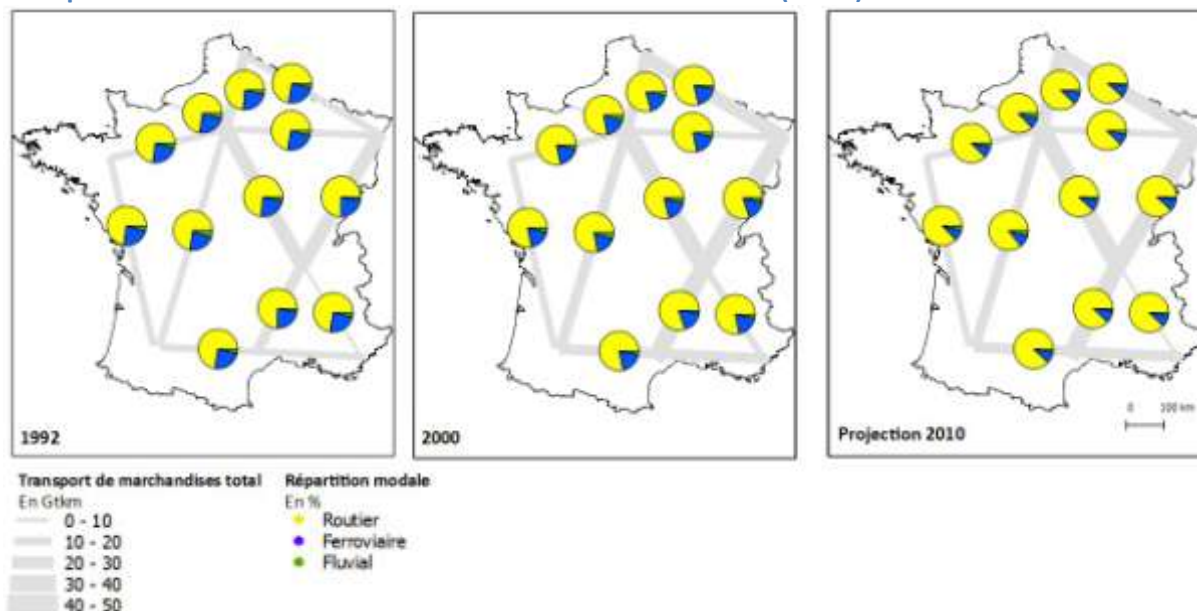 1992
2000
Projection 2010
0 100 km
Transport de marchandises total
En Gtkm
0 - 10
10 - 20
20 - 30
30 - 40
40 - 50
Répartition modale
En %
Routier
Ferroviaire
Fluvial